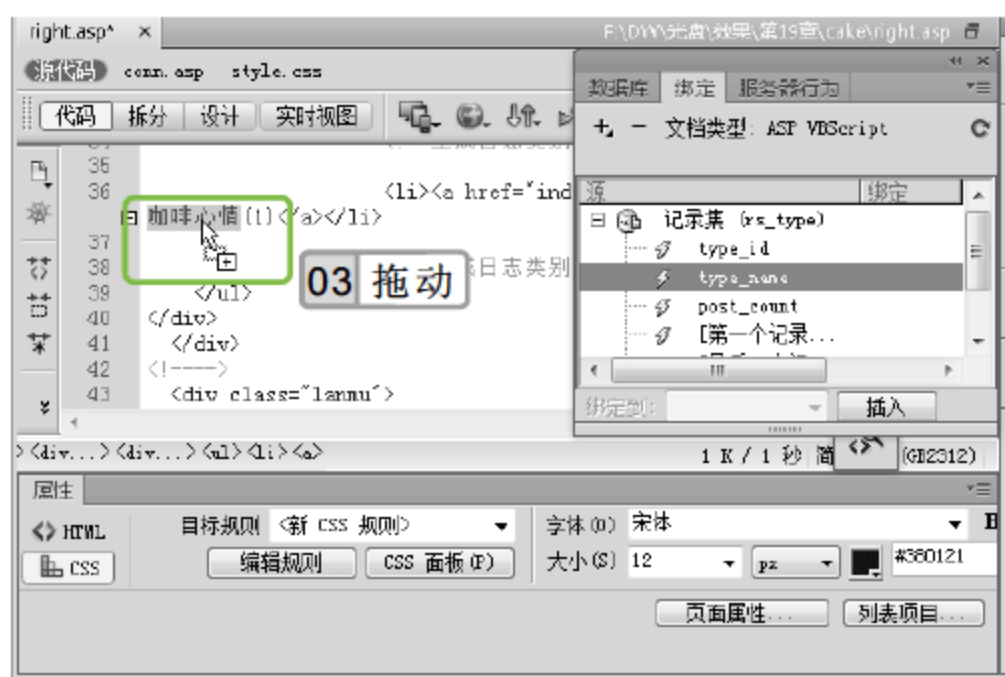 right.asp* ×
F:\DW\光盘\效果\第19章\cake\right.asp
源代码 conn.asp style.css
代码 拆分 设计 实时视图
35
36 <li><a href="ind
咖啡心情(1)</a></li>
37
38 日志类别
39 </ul>
40 </div>
41 </div>
42 <!---->
43 <div class="lanmu">
03 拖动
数据库 绑定 服务器行为
+ - 文档类型: ASP VBScript
源 绑定
记录集 (rs_type)
type_id
type_name
post_count
[第一个记录...
绑定到: 插入
><div...><div...><ul><li><a>
1 K / 1 秒 简 (GB2312)
属性
<> HTML 目标规则 <新 CSS 规则> 字体(O) 宋体 B
CSS 编辑规则 CSS 面板(P) 大小(S) 12 px #380121
页面属性... 列表项目...